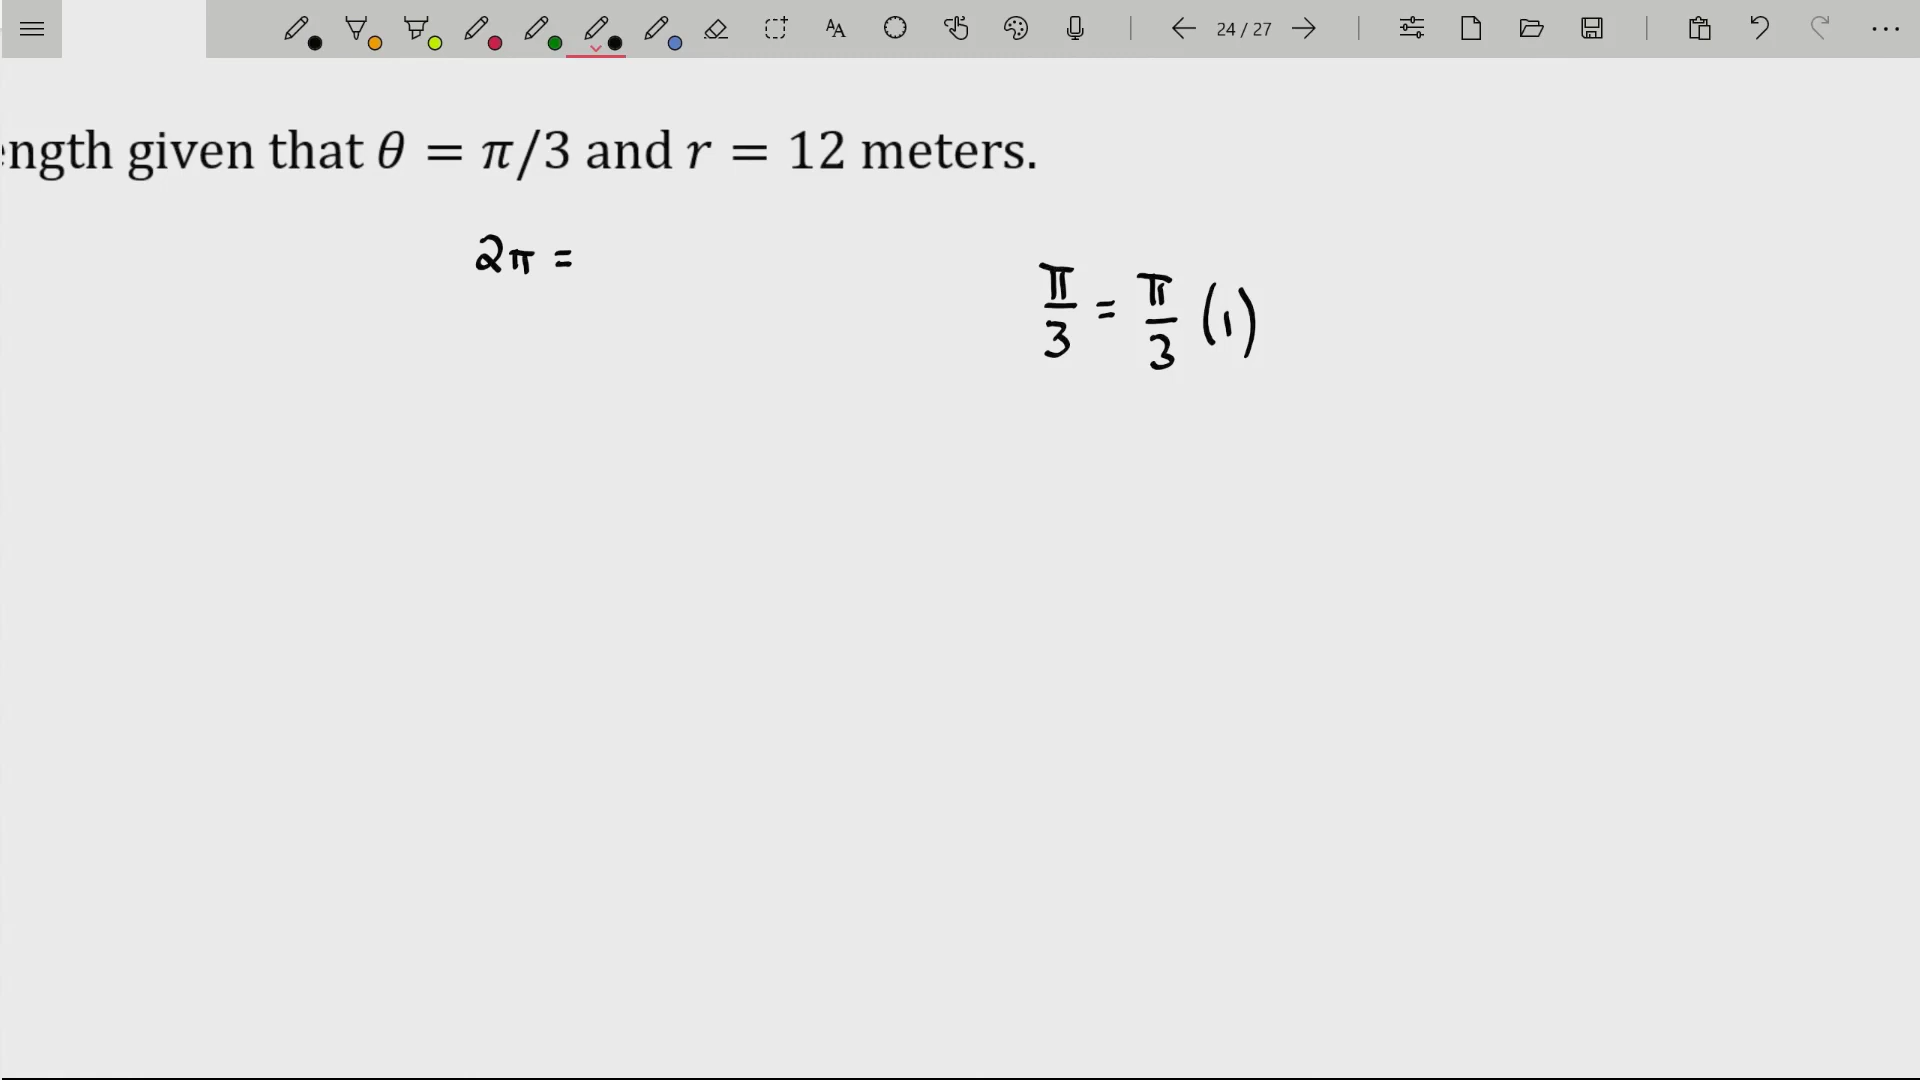 24 / 27
ength given that θ = π/3 and r = 12 meters.
2π =
π/3 = π/3 (1)